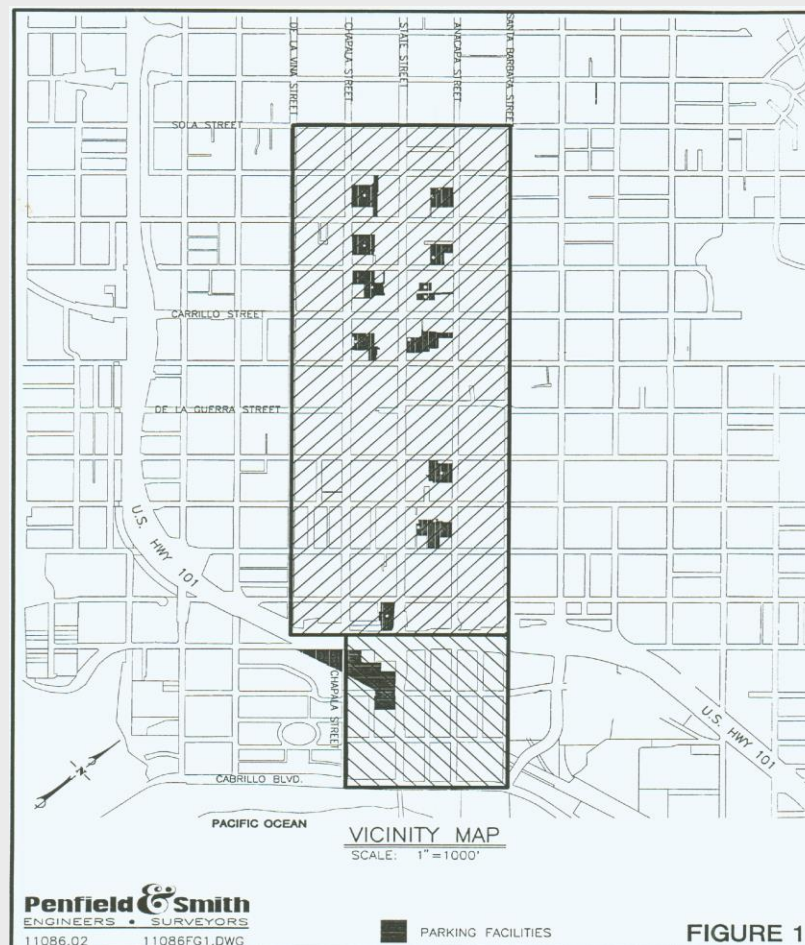 DE LA VINA STREET
CHAPALA STREET
STATE STREET
ANACAPA STREET
SANTA BARBARA STREET
SOLA STREET
CARRILLO STREET
DE LA GUERRA STREET
U.S. HWY 101
CHAPALA STREET
U.S. HWY 101
N
CABRILLO BLVD.
PACIFIC OCEAN
VICINITY MAP
SCALE: 1"=1000'
Penfield & Smith
ENGINEERS • SURVEYORS
11086.02 11086FG1.DWG
PARKING FACILITIES
FIGURE 1